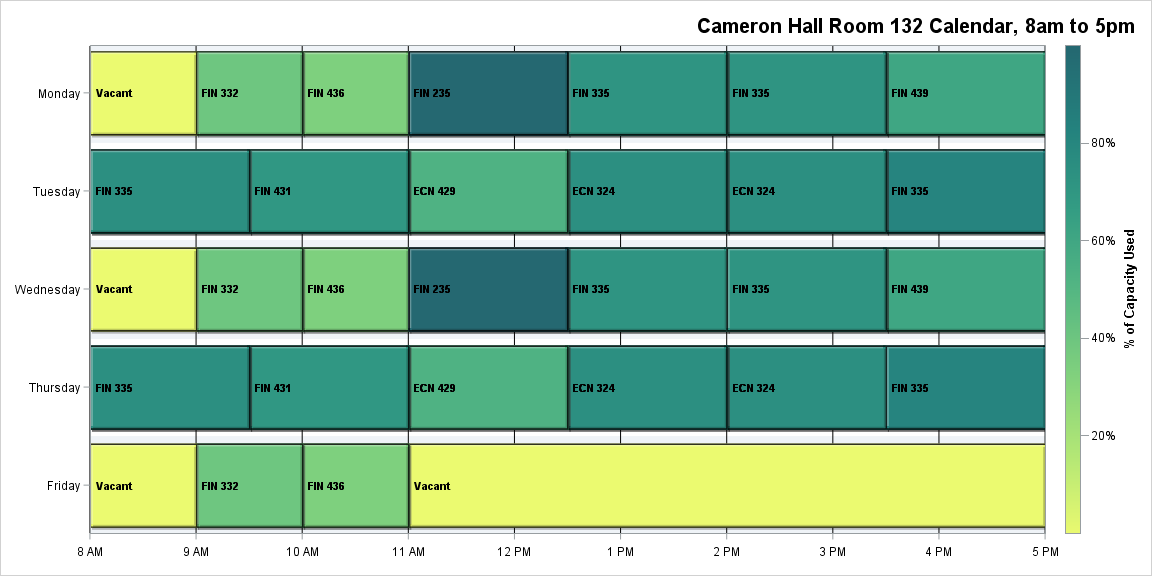 Cameron Hall Room 132 Calendar, 8am to 5pm
Monday
Vacant
FIN 332
FIN 436
FIN 235
FIN 335
FIN 335
FIN 439
Tuesday
FIN 335
FIN 431
ECN 429
ECN 324
ECN 324
FIN 335
Wednesday
Vacant
FIN 332
FIN 436
FIN 235
FIN 335
FIN 335
FIN 439
Thursday
FIN 335
FIN 431
ECN 429
ECN 324
ECN 324
FIN 335
Friday
Vacant
FIN 332
FIN 436
Vacant
8 AM
9 AM
10 AM
11 AM
12 PM
1 PM
2 PM
3 PM
4 PM
5 PM
80%
60%
40%
20%
% of Capacity Used